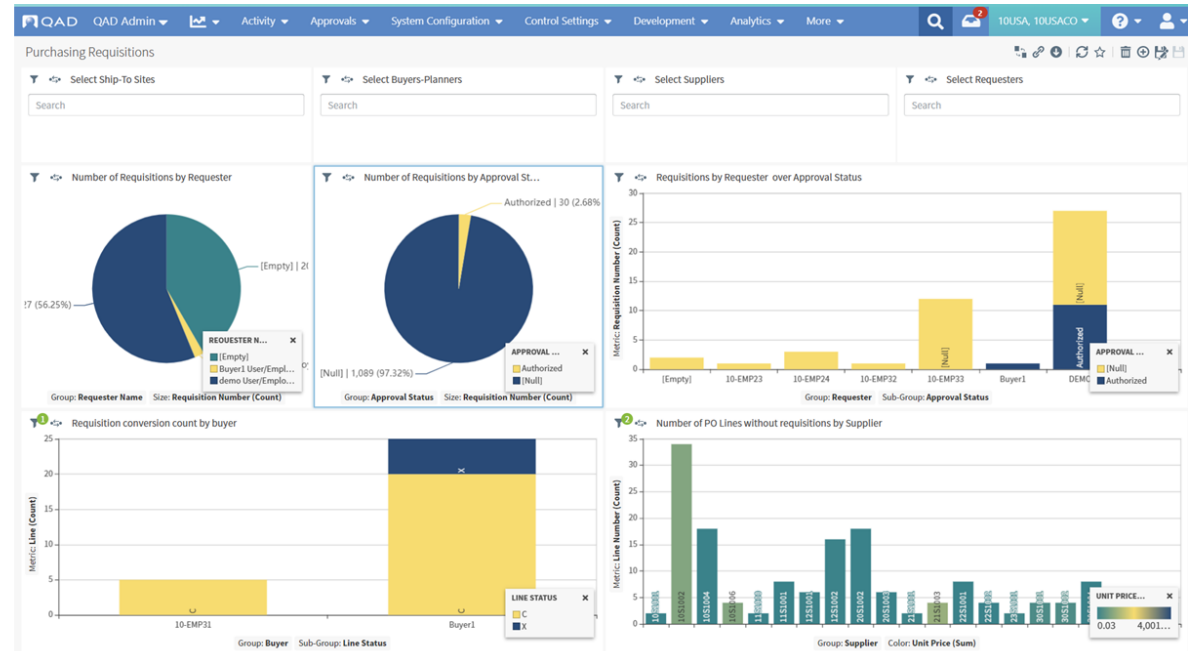 QAD QAD Admin Activity Approvals System Configuration Control Settings Development Analytics More 2 10USA, 10USACO
Purchasing Requisitions
Select Ship-To Sites Select Buyers-Planners Select Suppliers Select Requesters
Search Search Search Search
Number of Requisitions by Requester
[Empty] | 20
27 (56.25%)
REQUESTER N...
[Empty]
Buyer1 User/Empl...
demo User/Emplo...
Group: Requester Name Size: Requisition Number (Count)
Number of Requisitions by Approval St...
Authorized | 30 (2.68%
[Null] | 1,089 (97.32%)
APPROVAL ...
Authorized
[Null]
Group: Approval Status Size: Requisition Number (Count)
Requisitions by Requester over Approval Status
Metric: Requisition Number (Count)
30
25
20
15
10
5
0
[Null]
[Null]
Authorized
[Empty] 10-EMP23 10-EMP24 10-EMP32 10-EMP33 Buyer1 DEMO
APPROVAL ...
[Null]
Authorized
Group: Requester Sub-Group: Approval Status
1
Requisition conversion count by buyer
Metric: Line (Count)
25
20
15
10
5
0
X
C
C
10-EMP31 Buyer1
LINE STATUS
C
X
Group: Buyer Sub-Group: Line Status
2
Number of PO Lines without requisitions by Supplier
Metric: Line Number (Count)
35
30
25
20
15
10
5
0
10S1002 10S1004 10S1006 11S1001 12S1001 12S1002 20S1002 21S1003 22S1001
UNIT PRICE...
0.03 4,001...
Group: Supplier Color: Unit Price (Sum)